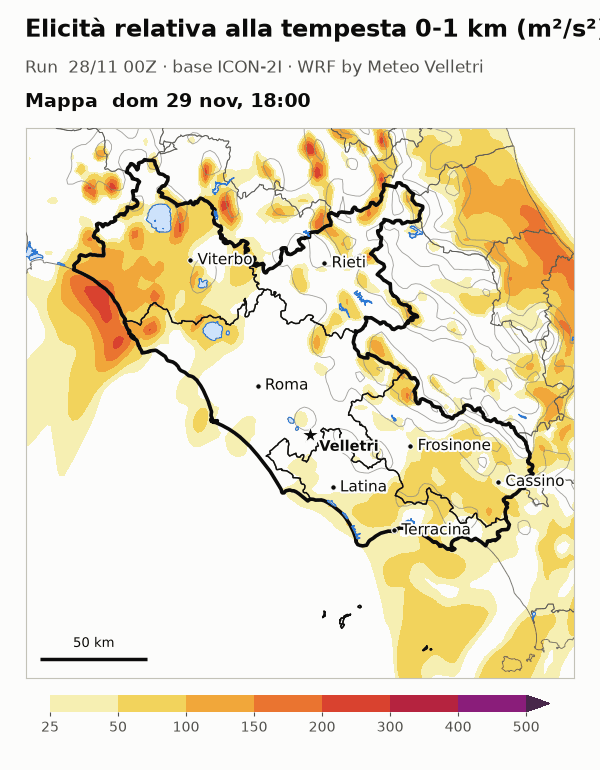 Elicità relativa alla tempesta 0-1 km (m²/s²)
Run 28/11 00Z · base ICON-2I · WRF by Meteo Velletri
Mappa dom 29 nov, 18:00
Viterbo
Rieti
Roma
Velletri
Frosinone
Cassino
Latina
Terracina
50 km
25 50 100 150 200 300 400 500